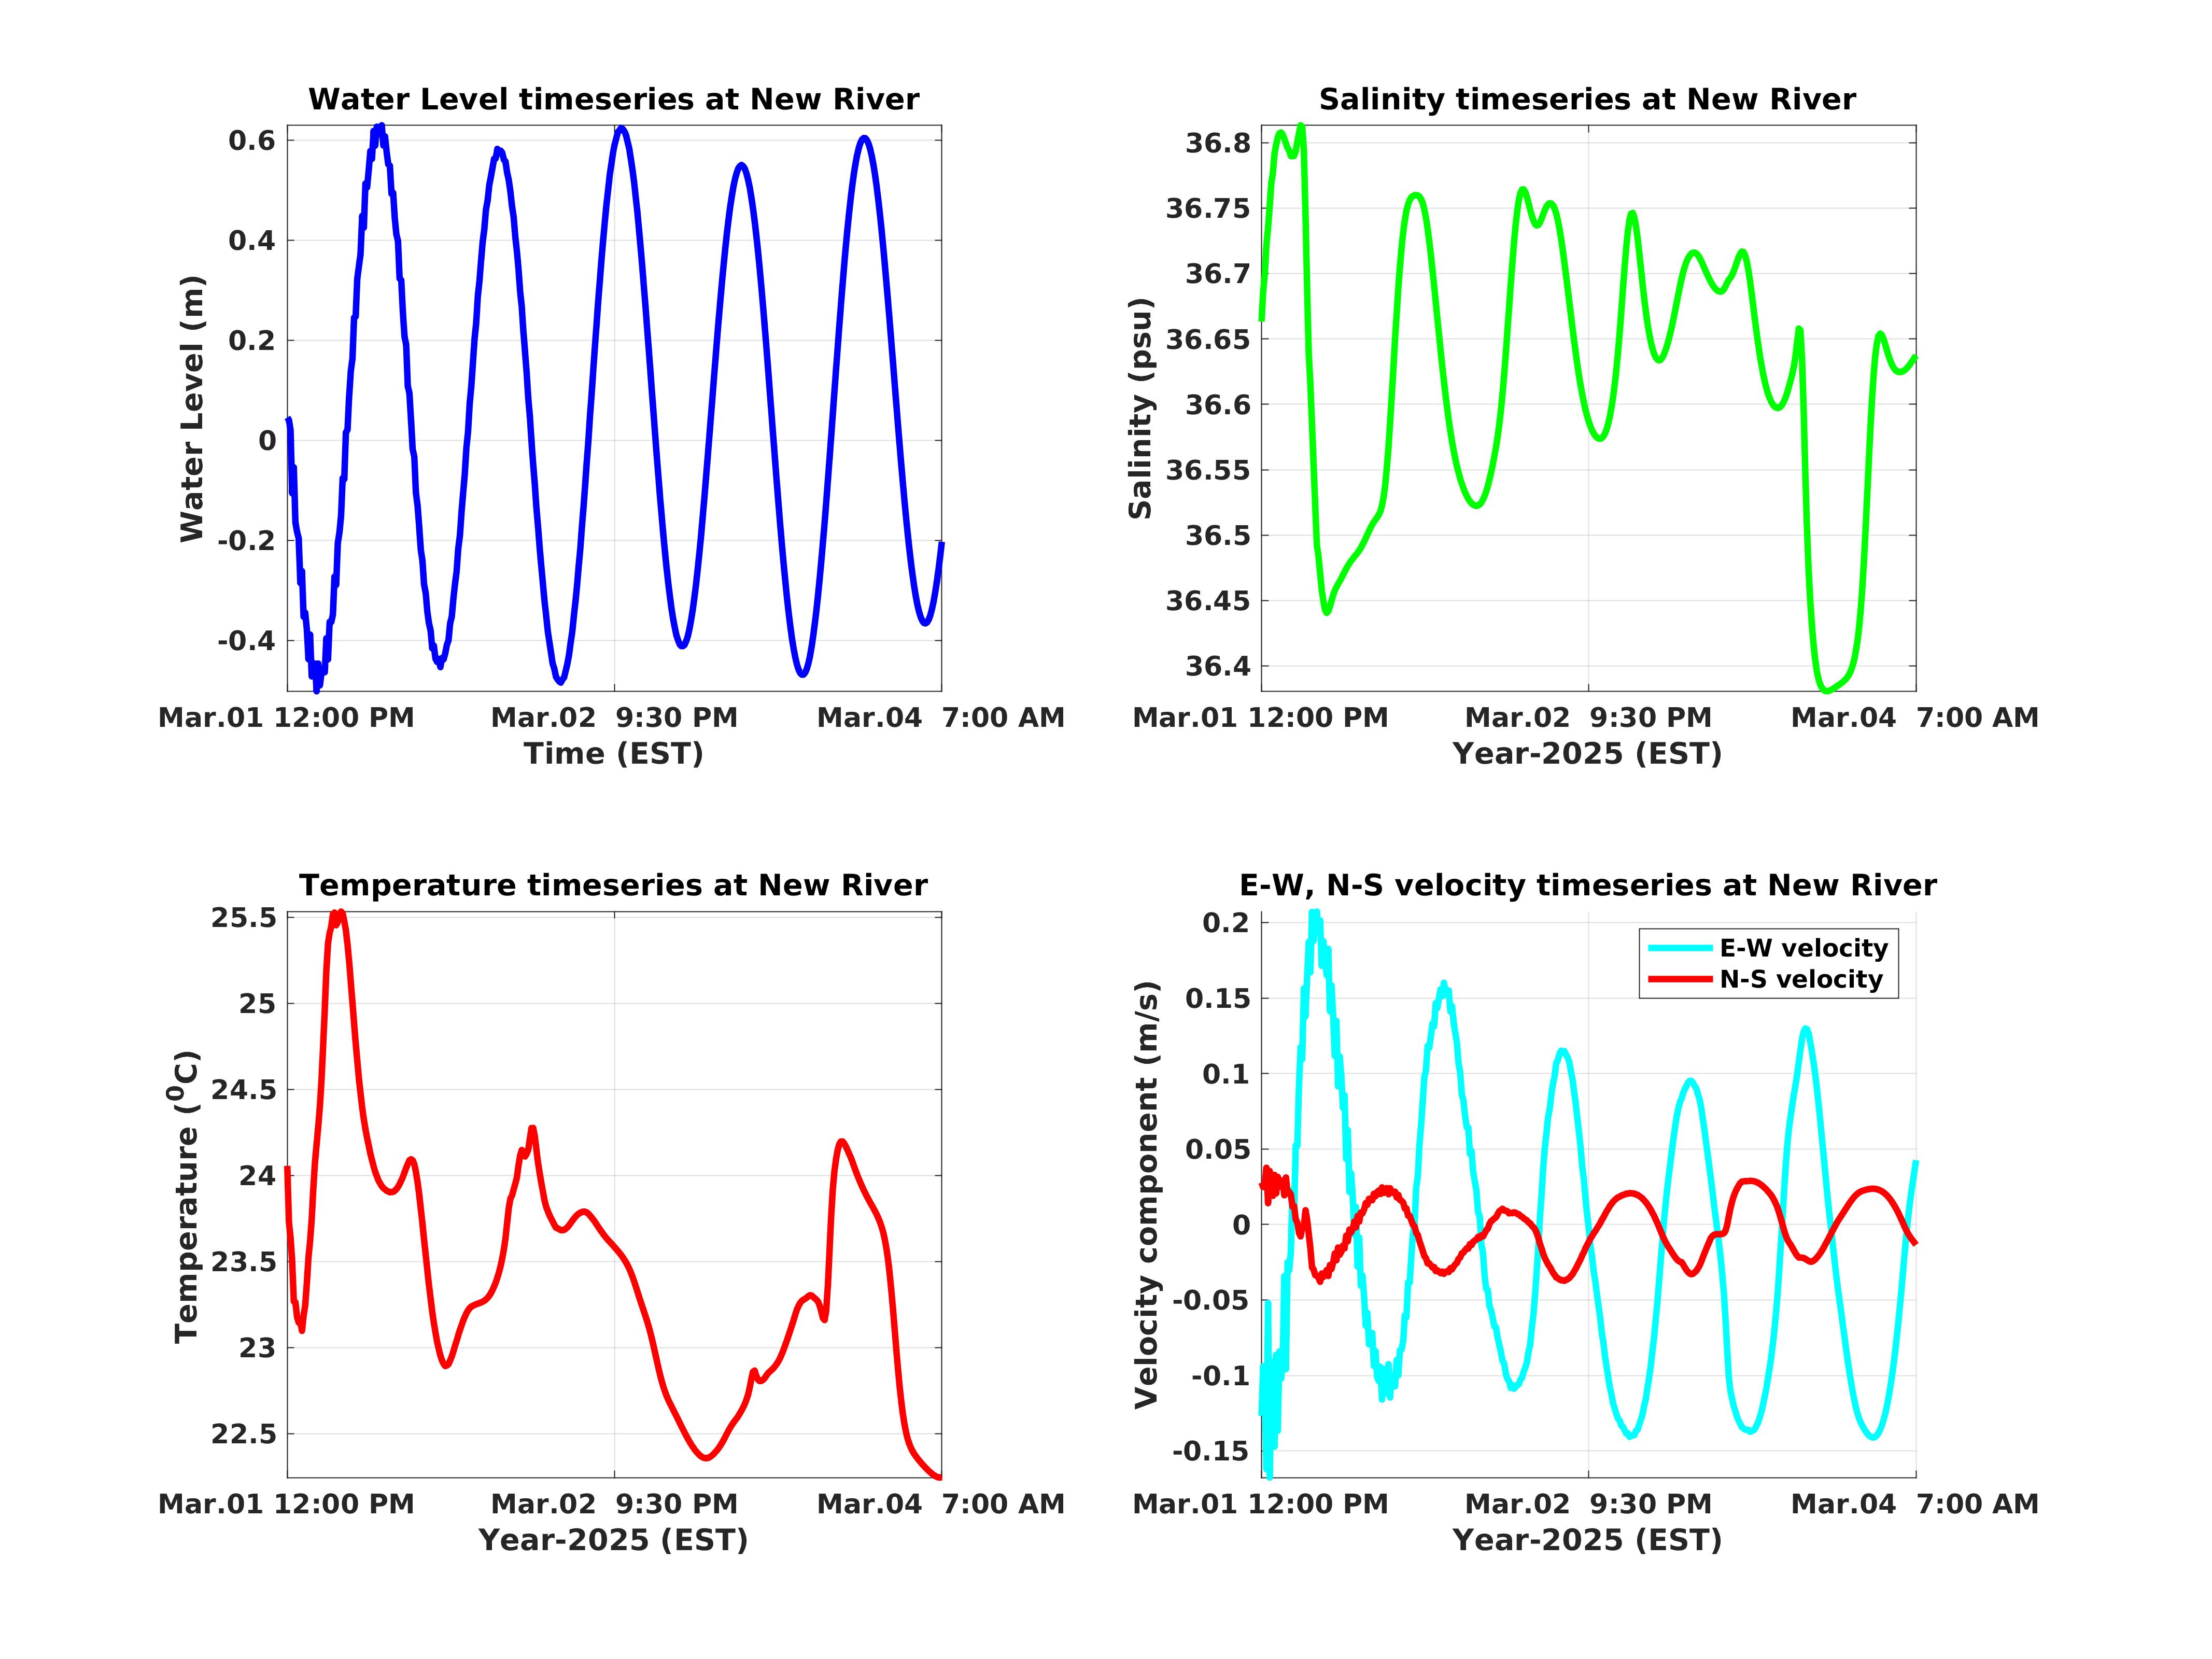 Water Level timeseries at New River
0.6
0.4
0.2
0
-0.2
-0.4
Water Level (m)
Mar.01 12:00 PM Mar.02 9:30 PM Mar.04 7:00 AM
Time (EST)
Salinity timeseries at New River
36.8
36.75
36.7
36.65
36.6
36.55
36.5
36.45
36.4
Salinity (psu)
Mar.01 12:00 PM Mar.02 9:30 PM Mar.04 7:00 AM
Year-2025 (EST)
Temperature timeseries at New River
25.5
25
24.5
24
23.5
23
22.5
Temperature (⁰C)
Mar.01 12:00 PM Mar.02 9:30 PM Mar.04 7:00 AM
Year-2025 (EST)
E-W, N-S velocity timeseries at New River
0.2
0.15
0.1
0.05
0
-0.05
-0.1
-0.15
Velocity component (m/s)
E-W velocity
N-S velocity
Mar.01 12:00 PM Mar.02 9:30 PM Mar.04 7:00 AM
Year-2025 (EST)